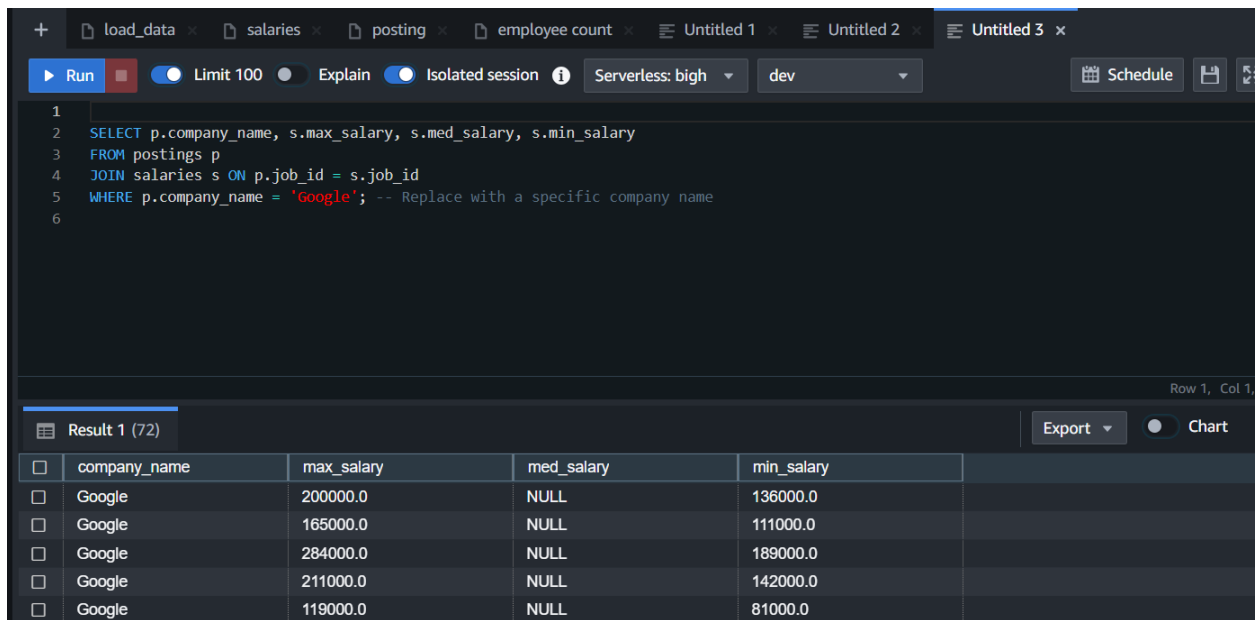 + load_data × salaries × posting × employee count × Untitled 1 × Untitled 2 × Untitled 3 ×
Run Limit 100 Explain Isolated session i Serverless: bigh dev Schedule
1
2 SELECT p.company_name, s.max_salary, s.med_salary, s.min_salary
3 FROM postings p
4 JOIN salaries s ON p.job_id = s.job_id
5 WHERE p.company_name = 'Google'; -- Replace with a specific company name
6
Row 1, Col 1,
Result 1 (72) Export Chart
company_name max_salary med_salary min_salary
Google 200000.0 NULL 136000.0
Google 165000.0 NULL 111000.0
Google 284000.0 NULL 189000.0
Google 211000.0 NULL 142000.0
Google 119000.0 NULL 81000.0